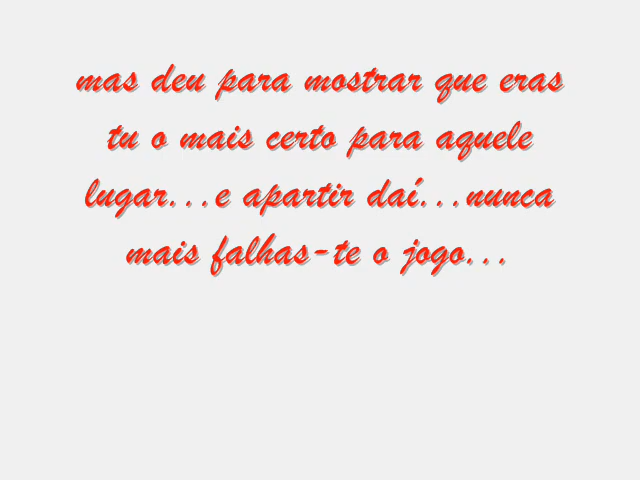 mas deu para mostrar que eras
tu o mais certo para aquele
lugar...e apartir daí...nunca
mais falhas-te o jogo...